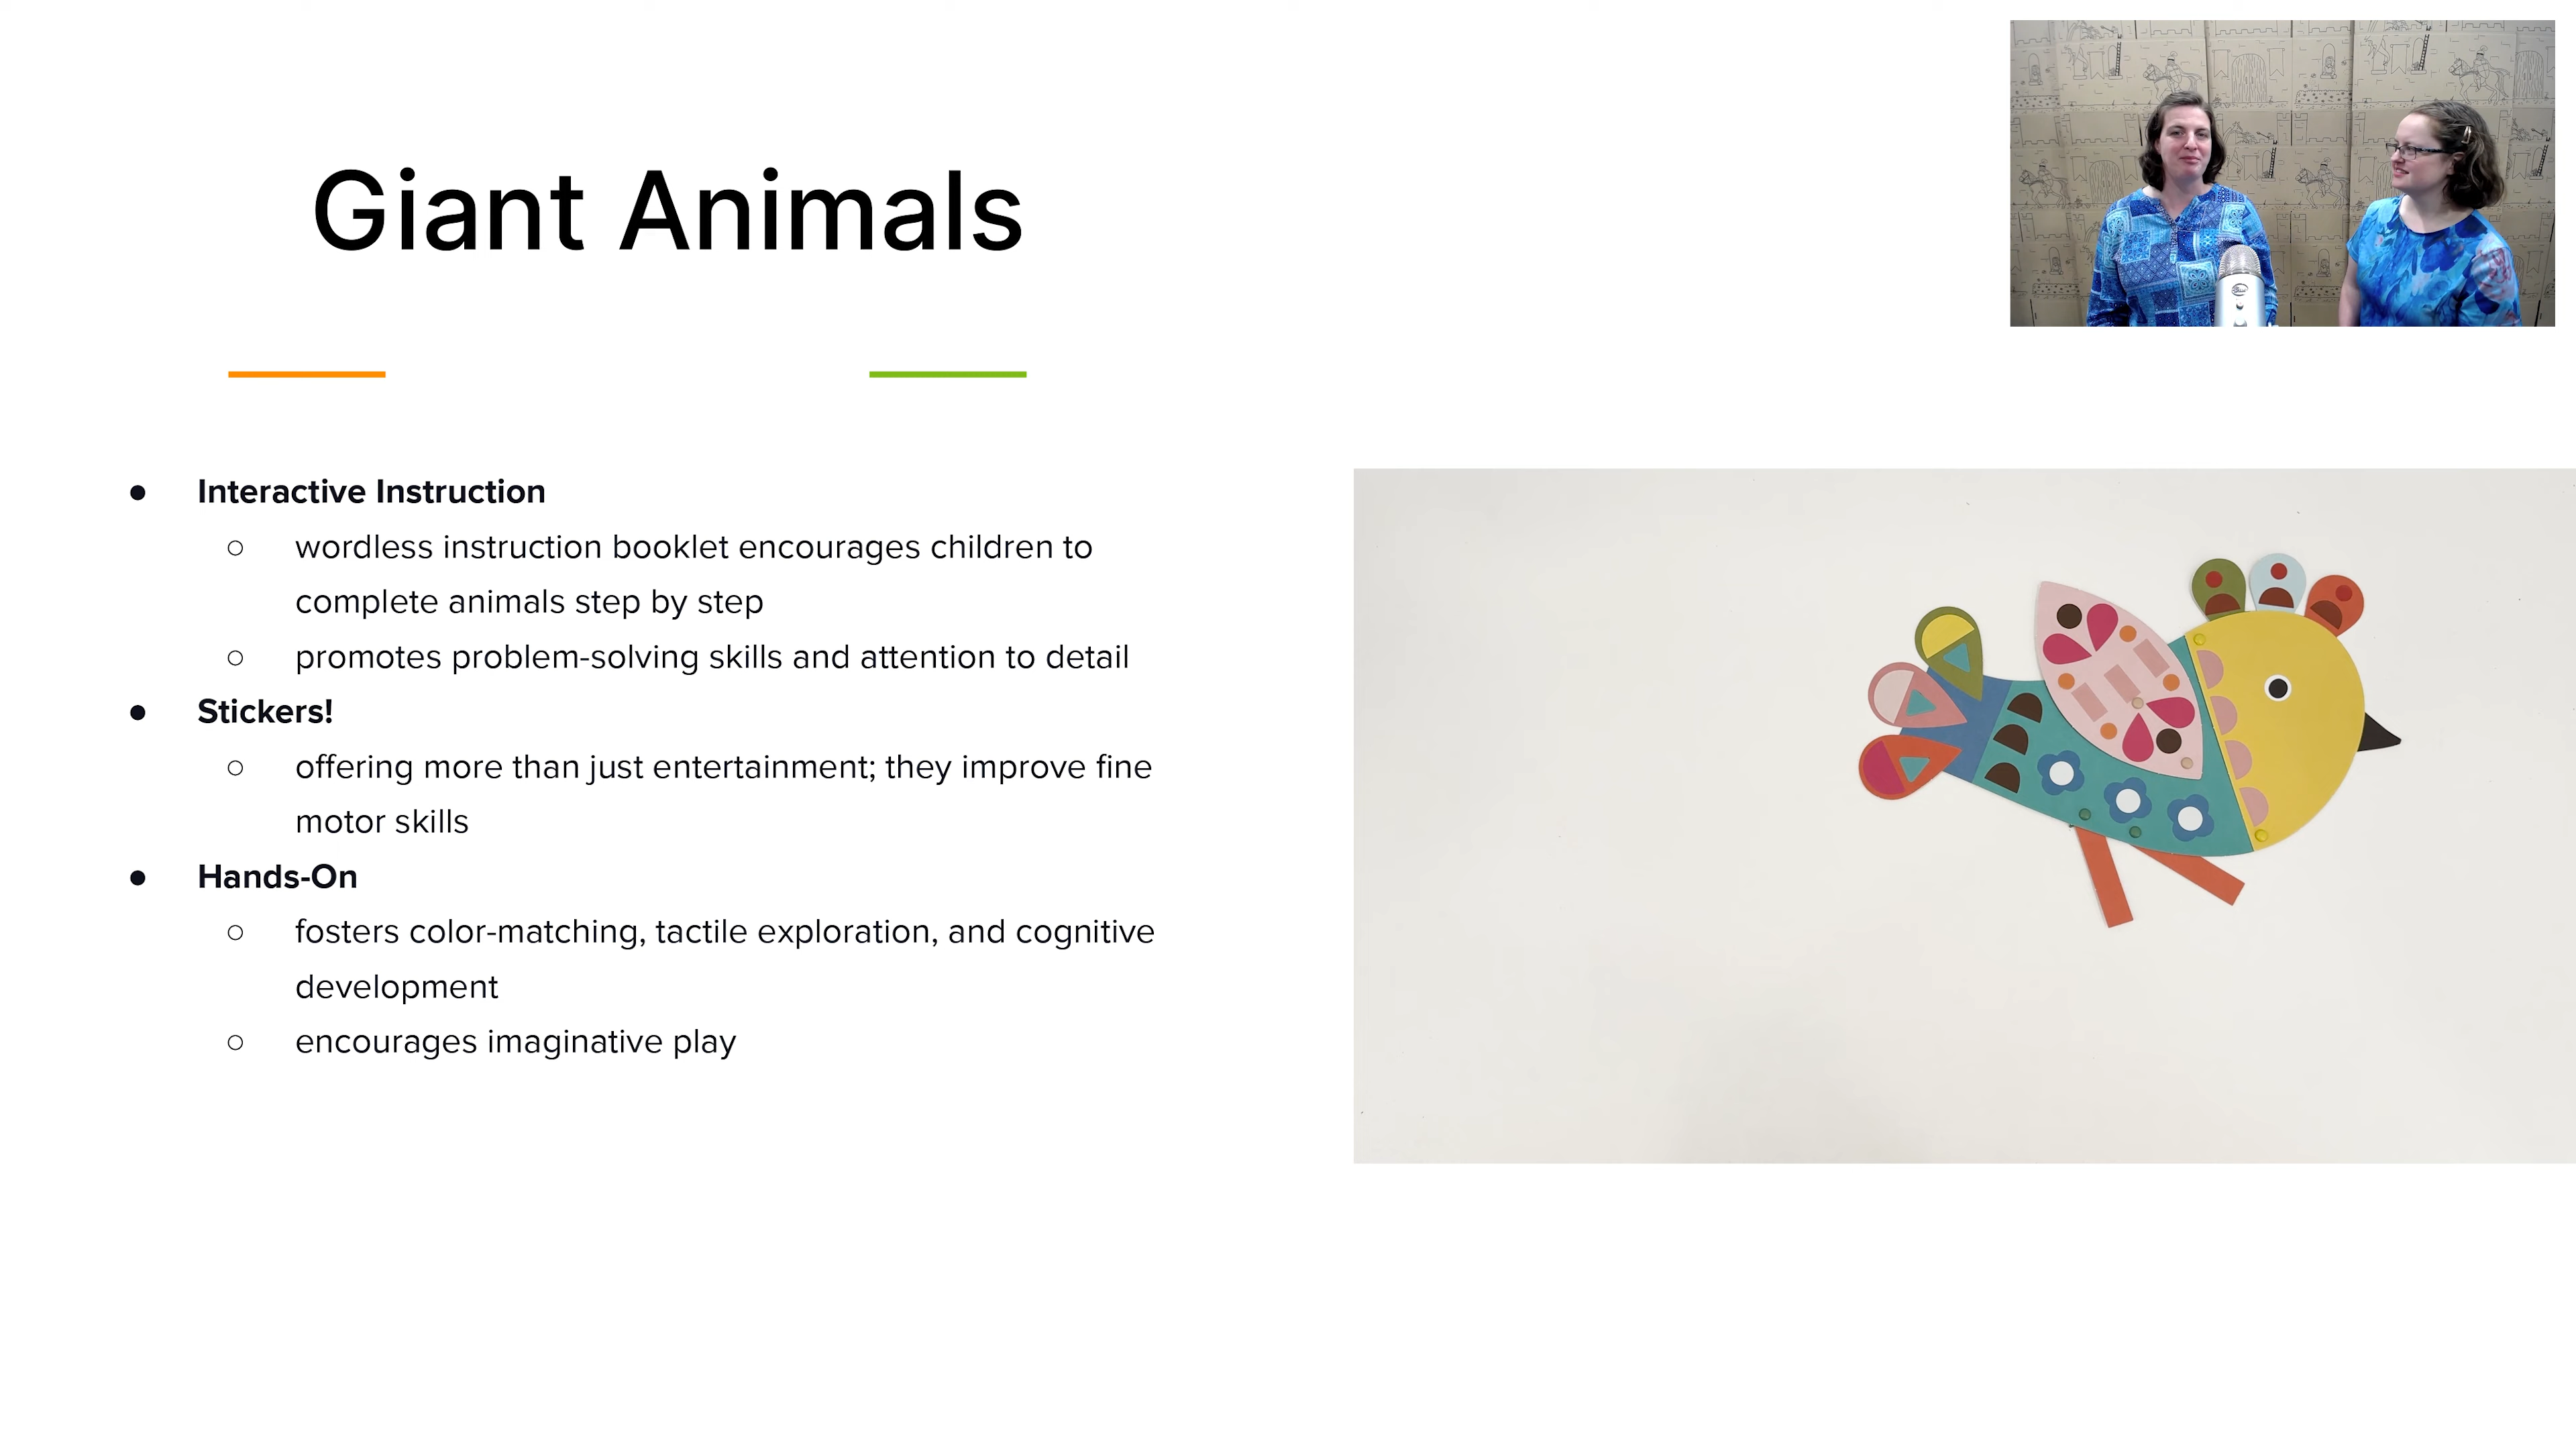 Giant Animals
● Interactive Instruction
○ wordless instruction booklet encourages children to
complete animals step by step
○ promotes problem-solving skills and attention to detail
● Stickers!
○ offering more than just entertainment; they improve fine
motor skills
● Hands-On
○ fosters color-matching, tactile exploration, and cognitive
development
○ encourages imaginative play